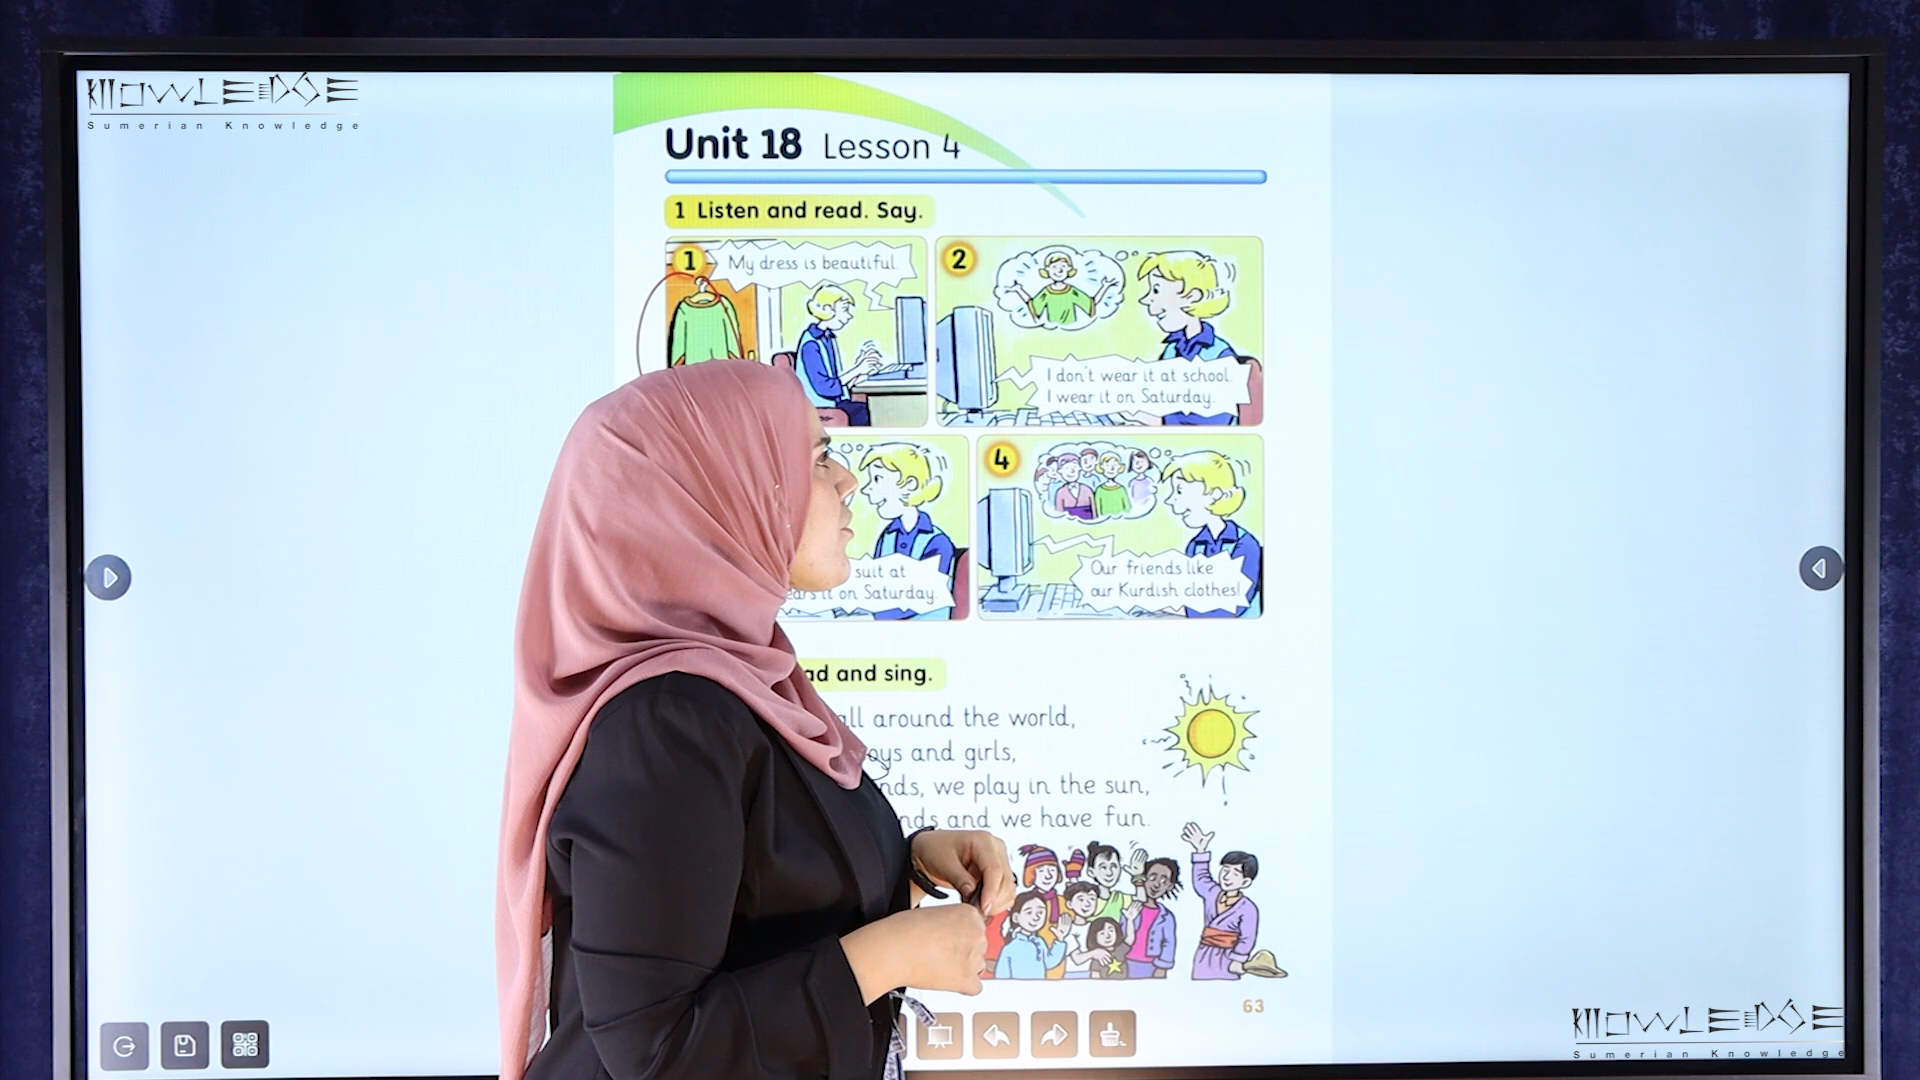 KNOWLEDGE
Sumerian Knowledge
Unit 18 Lesson 4
1 Listen and read. Say.
1
My dress is beautiful.
2
I don't wear it at school.
I wear it on Saturday.
suit at
ears it on Saturday.
4
Our friends like
our Kurdish clothes!
ad and sing.
all around the world,
oys and girls,
nds, we play in the sun,
nds and we have fun.
63
KNOWLEDGE
Sumerian Knowledge